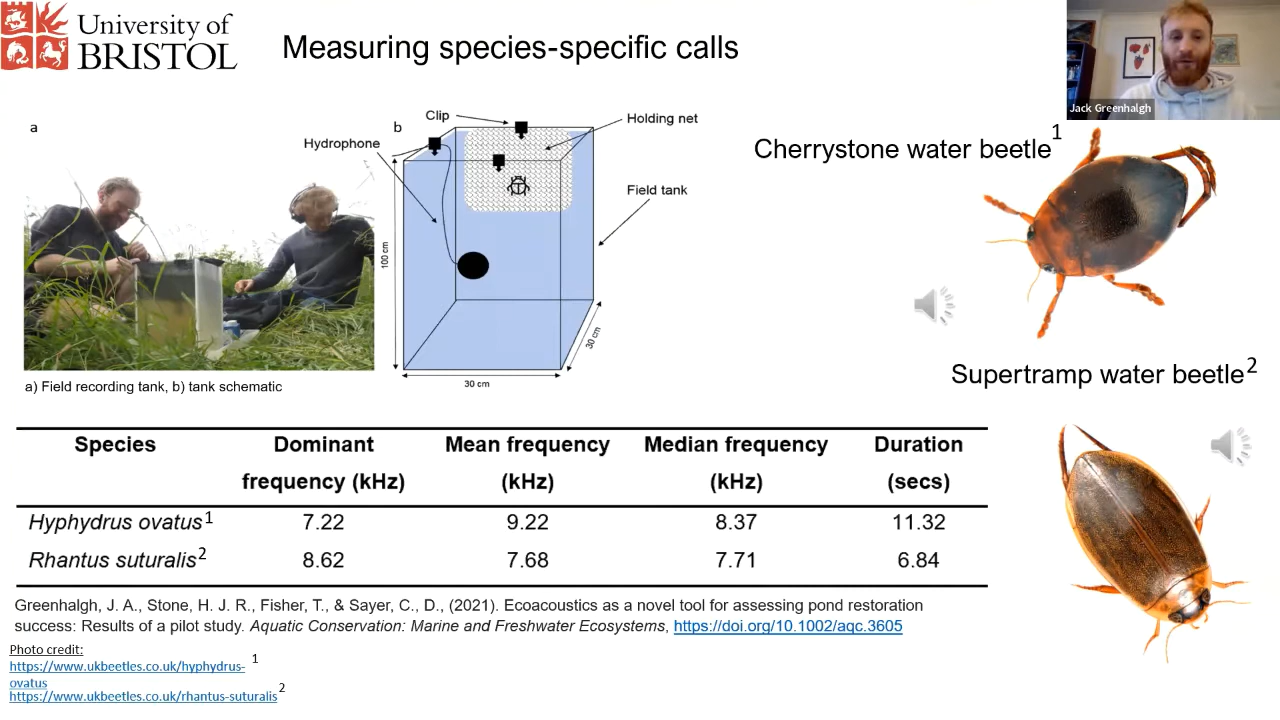 University of
BRISTOL
Measuring species-specific calls
Jack Greenhalgh
a
b
Clip
Holding net
Hydrophone
Field tank
100 cm
30 cm
30 cm
a) Field recording tank, b) tank schematic
Cherrystone water beetle1
Supertramp water beetle2
Species Dominant Mean frequency Median frequency Duration
frequency (kHz) (kHz) (kHz) (secs)
Hyphydrus ovatus1 7.22 9.22 8.37 11.32
Rhantus suturalis2 8.62 7.68 7.71 6.84
Greenhalgh, J. A., Stone, H. J. R., Fisher, T., & Sayer, C., D., (2021). Ecoacoustics as a novel tool for assessing pond restoration
success: Results of a pilot study. Aquatic Conservation: Marine and Freshwater Ecosystems, https://doi.org/10.1002/aqc.3605
Photo credit:
https://www.ukbeetles.co.uk/hyphydrus- 1
ovatus
https://www.ukbeetles.co.uk/rhantus-suturalis 2